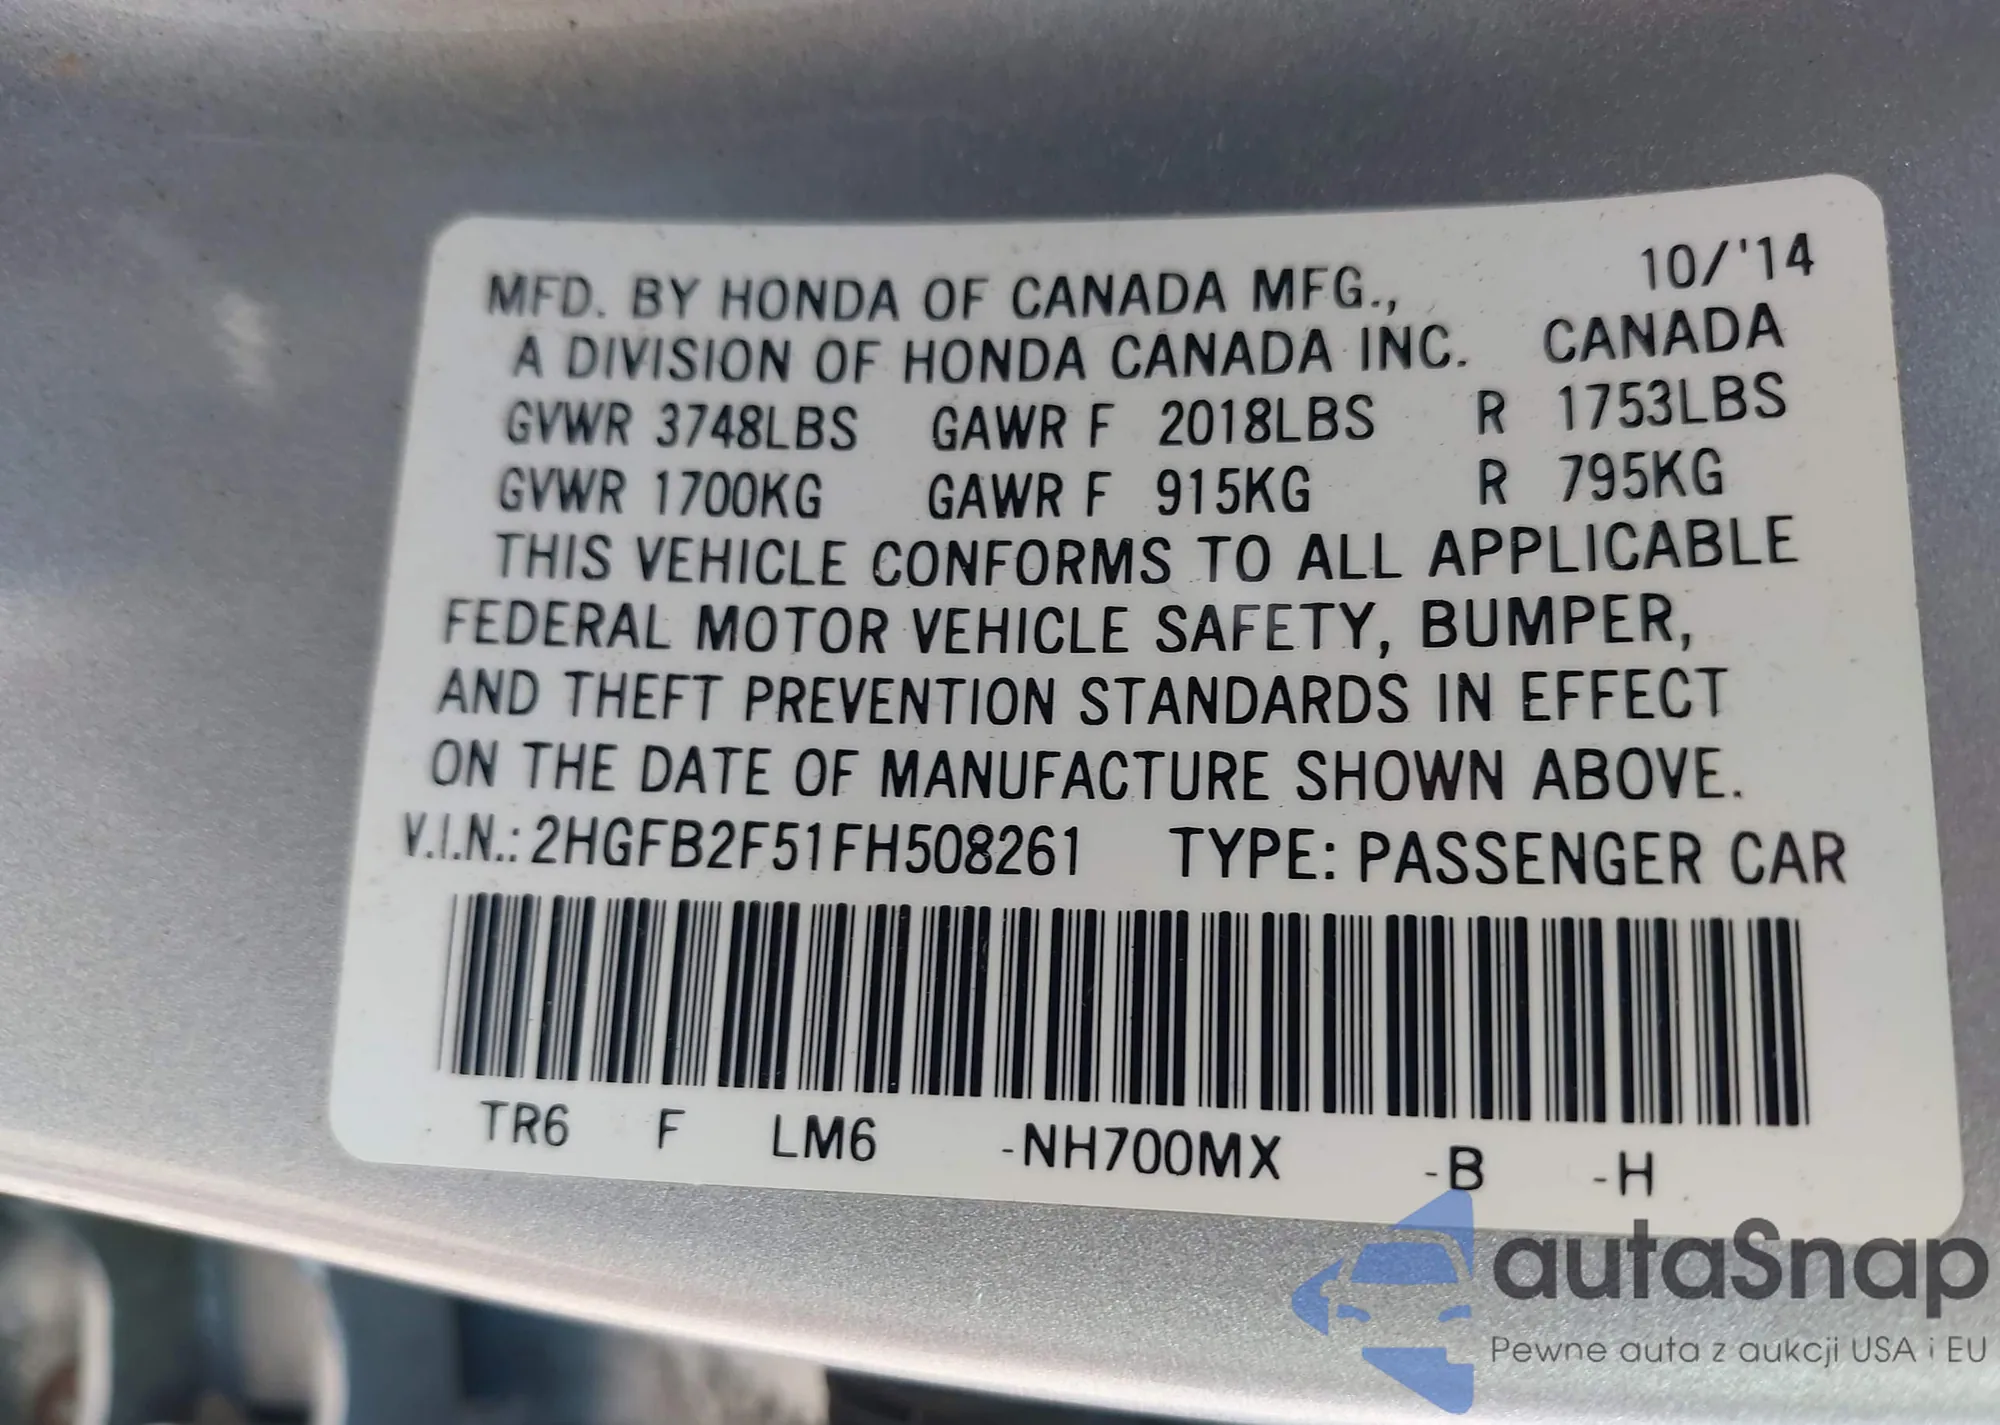 10/'14
MFD. BY HONDA OF CANADA MFG.,
A DIVISION OF HONDA CANADA INC. CANADA
GVWR 3748LBS GAWR F 2018LBS R 1753LBS
GVWR 1700KG GAWR F 915KG R 795KG
THIS VEHICLE CONFORMS TO ALL APPLICABLE
FEDERAL MOTOR VEHICLE SAFETY, BUMPER,
AND THEFT PREVENTION STANDARDS IN EFFECT
ON THE DATE OF MANUFACTURE SHOWN ABOVE.
V.I.N.: 2HGFB2F51FH508261 TYPE: PASSENGER CAR
TR6 F LM6 -NH700MX -B -H
autaSnap
Pewne auta z aukcji USA i EU